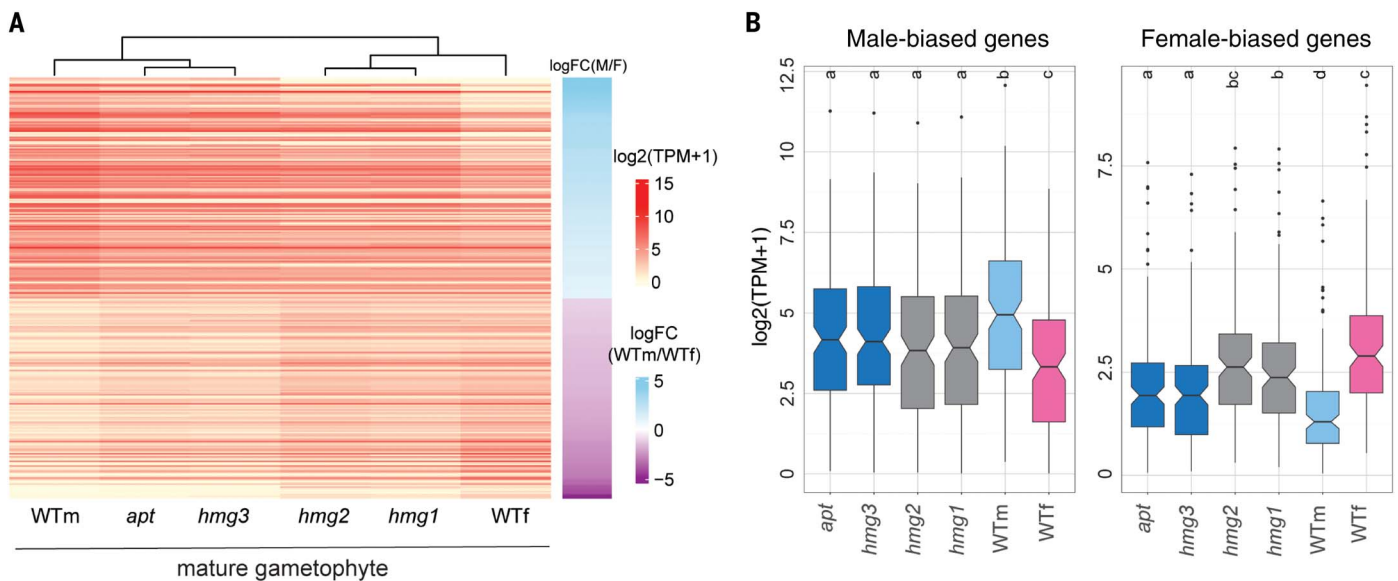 A
logFC(M/F)
log2(TPM+1)
15
10
5
0
logFC
(WTm/WTf)
5
0
−5
WTm apt hmg3 hmg2 hmg1 WTf
mature gametophyte
B
Male-biased genes
a a a a b c
12.5
10
7.5
5
2.5
0
log2(TPM+1)
apt hmg3 hmg2 hmg1 WTm WTf
Female-biased genes
a a bc b d c
7.5
5
2.5
0
apt hmg3 hmg2 hmg1 WTm WTf